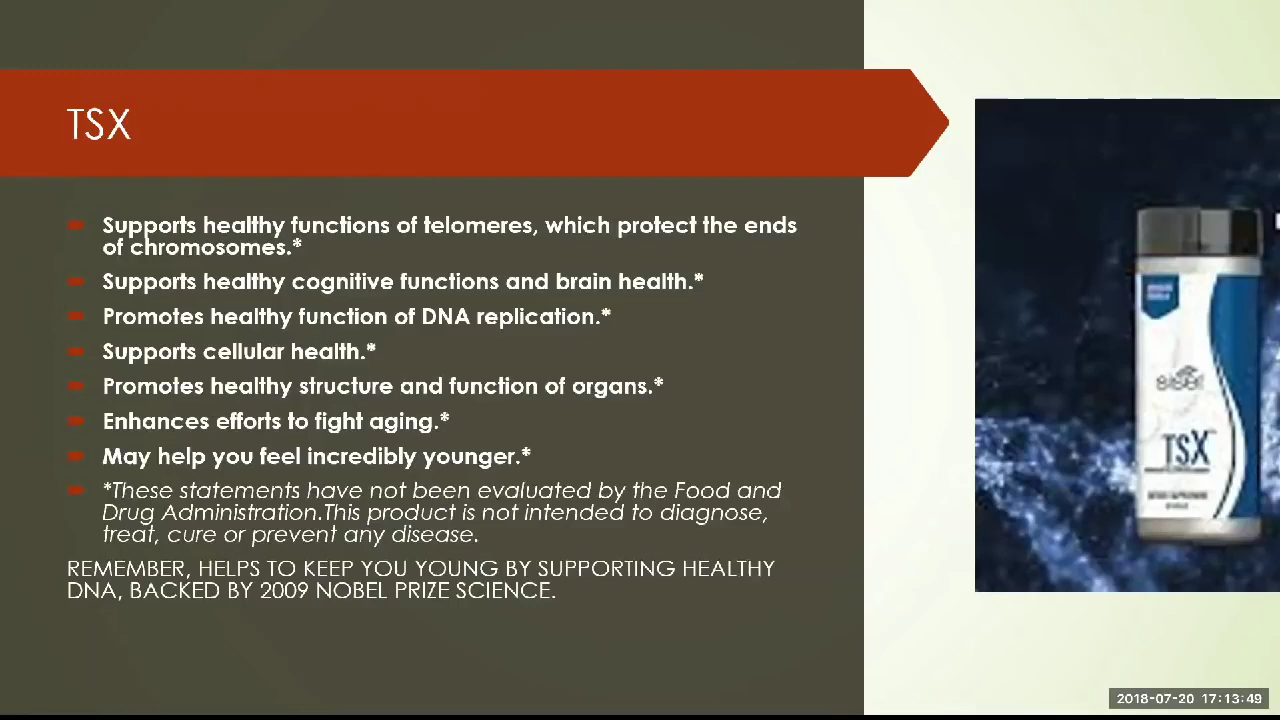 TSX
Supports healthy functions of telomeres, which protect the ends
of chromosomes.*
Supports healthy cognitive functions and brain health.*
Promotes healthy function of DNA replication.*
Supports cellular health.*
Promotes healthy structure and function of organs.*
Enhances efforts to fight aging.*
May help you feel incredibly younger.*
*These statements have not been evaluated by the Food and
Drug Administration.This product is not intended to diagnose,
treat, cure or prevent any disease.
REMEMBER, HELPS TO KEEP YOU YOUNG BY SUPPORTING HEALTHY
DNA, BACKED BY 2009 NOBEL PRIZE SCIENCE.
TSX
2018-07-20 17:13:49